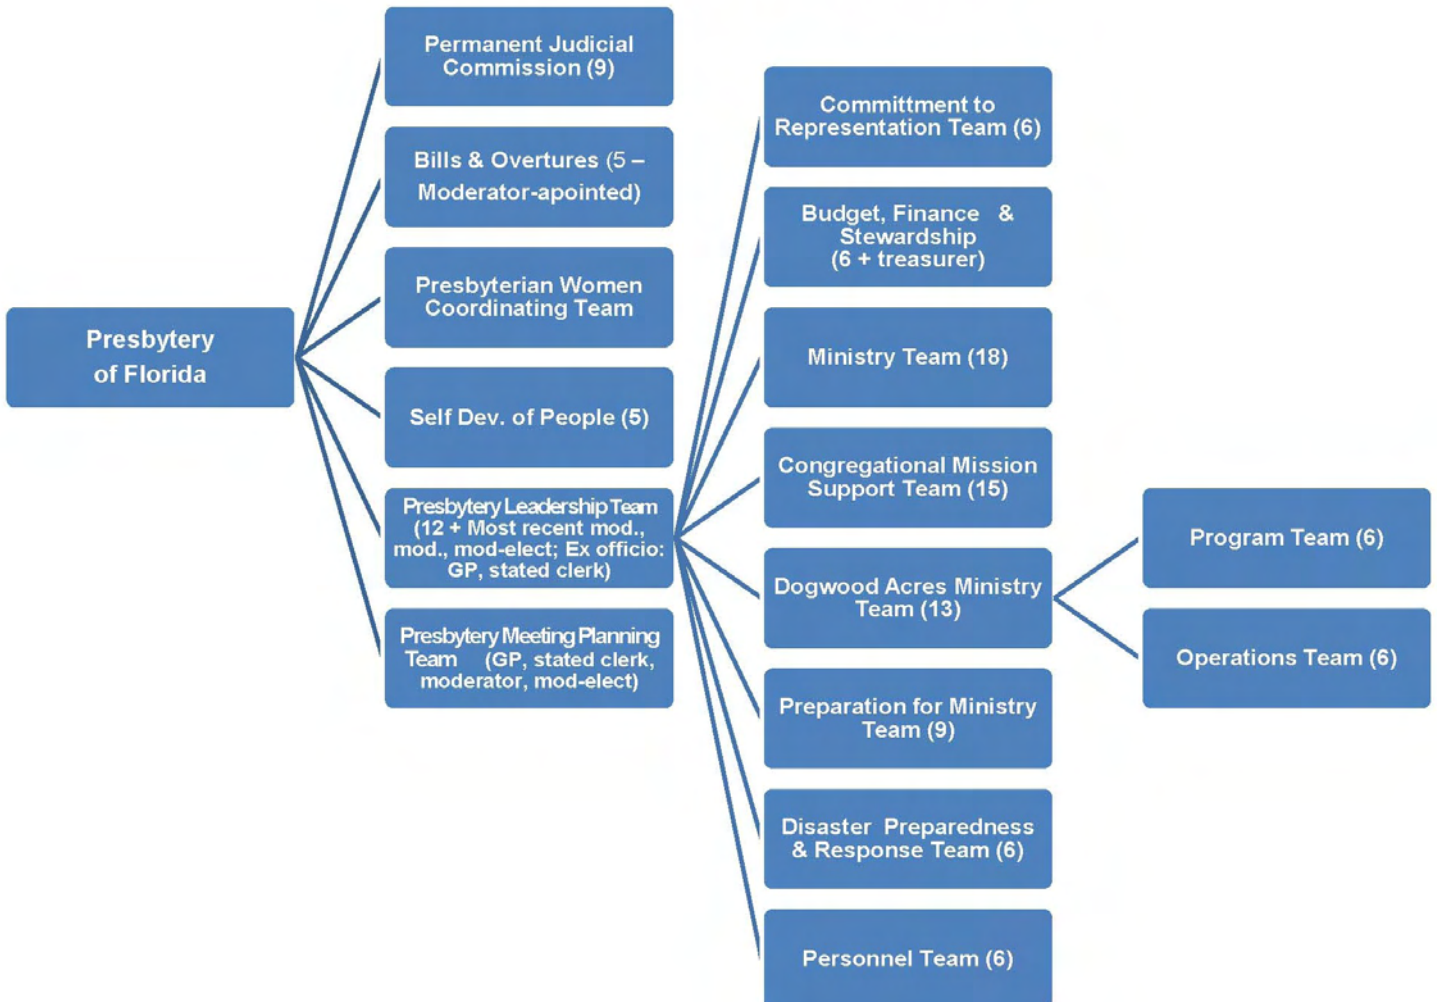 Presbytery
of Florida
Permanent Judicial
Commission (9)
Bills & Overtures (5 –
Moderator-apointed)
Presbyterian Women
Coordinating Team
Self Dev. of People (5)
Presbytery Leadership Team
(12 + Most recent mod.,
mod., mod-elect; Ex officio:
GP, stated clerk)
Presbytery Meeting Planning
Team (GP, stated clerk,
moderator, mod-elect)
Committment to
Representation Team (6)
Budget, Finance &
Stewardship
(6 + treasurer)
Ministry Team (18)
Congregational Mission
Support Team (15)
Dogwood Acres Ministry
Team (13)
Preparation for Ministry
Team (9)
Disaster Preparedness
& Response Team (6)
Personnel Team (6)
Program Team (6)
Operations Team (6)